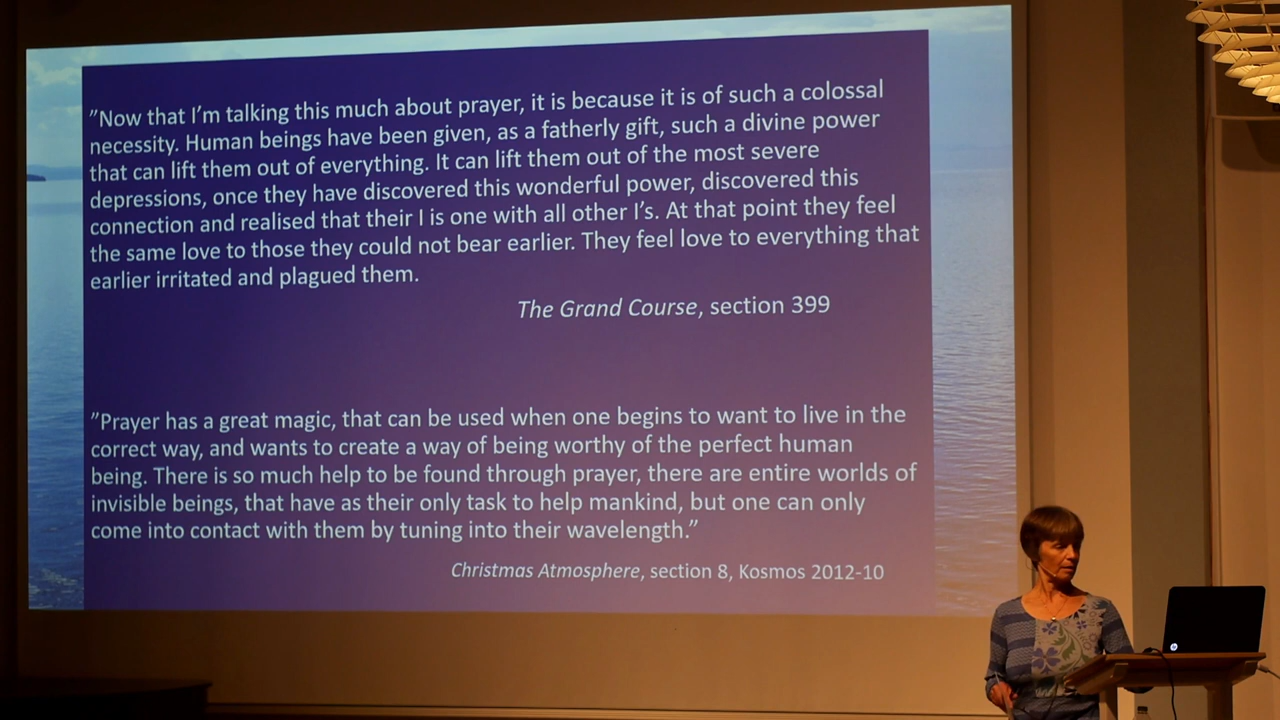 ”Now that I’m talking this much about prayer, it is because it is of such a colossal
necessity. Human beings have been given, as a fatherly gift, such a divine power
that can lift them out of everything. It can lift them out of the most severe
depressions, once they have discovered this wonderful power, discovered this
connection and realised that their I is one with all other I’s. At that point they feel
the same love to those they could not bear earlier. They feel love to everything that
earlier irritated and plagued them.
The Grand Course, section 399
”Prayer has a great magic, that can be used when one begins to want to live in the
correct way, and wants to create a way of being worthy of the perfect human
being. There is so much help to be found through prayer, there are entire worlds of
invisible beings, that have as their only task to help mankind, but one can only
come into contact with them by tuning into their wavelength.”
Christmas Atmosphere, section 8, Kosmos 2012-10
hp